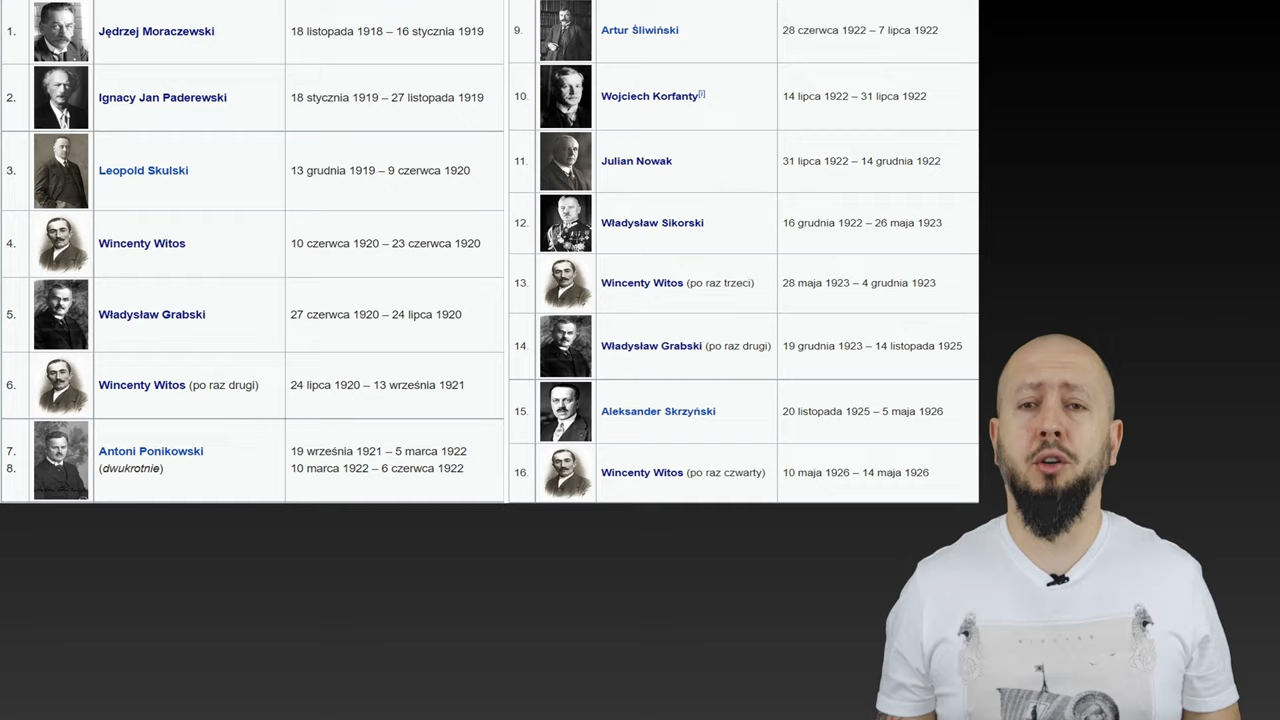 1. Jędrzej Moraczewski 18 listopada 1918 – 16 stycznia 1919
2. Ignacy Jan Paderewski 18 stycznia 1919 – 27 listopada 1919
3. Leopold Skulski 13 grudnia 1919 – 9 czerwca 1920
4. Wincenty Witos 10 czerwca 1920 – 23 czerwca 1920
5. Władysław Grabski 27 czerwca 1920 – 24 lipca 1920
6. Wincenty Witos (po raz drugi) 24 lipca 1920 – 13 września 1921
7. Antoni Ponikowski 19 września 1921 – 5 marca 1922
8. (dwukrotnie) 10 marca 1922 – 6 czerwca 1922
9. Artur Śliwiński 28 czerwca 1922 – 7 lipca 1922
10. Wojciech Korfanty[i] 14 lipca 1922 – 31 lipca 1922
11. Julian Nowak 31 lipca 1922 – 14 grudnia 1922
12. Władysław Sikorski 16 grudnia 1922 – 26 maja 1923
13. Wincenty Witos (po raz trzeci) 28 maja 1923 – 4 grudnia 1923
14. Władysław Grabski (po raz drugi) 19 grudnia 1923 – 14 listopada 1925
15. Aleksander Skrzyński 20 listopada 1925 – 5 maja 1926
16. Wincenty Witos (po raz czwarty) 10 maja 1926 – 14 maja 1926